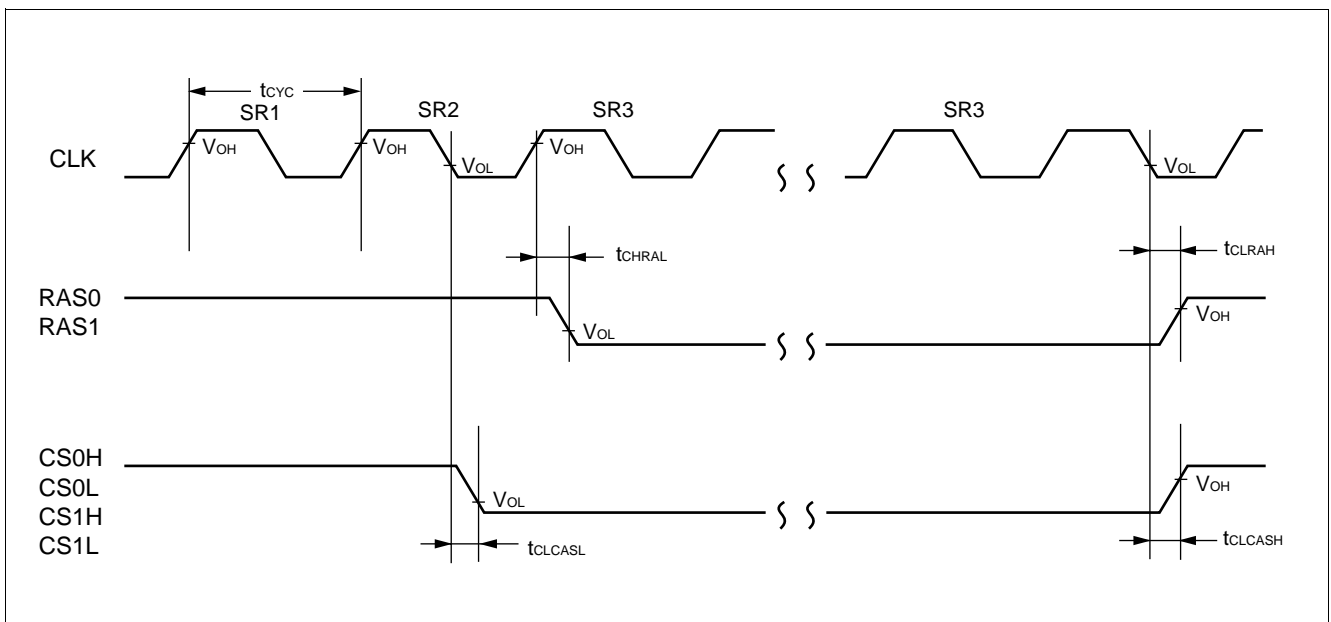 tCYC
SR1 SR2 SR3 SR3
CLK VOH VOH VOL VOH VOL
tCHRAL tCLRAH
RAS0
RAS1
VOL VOH
CS0H
CS0L
CS1H
CS1L
VOL VOH
tCLCASL tCLCASH